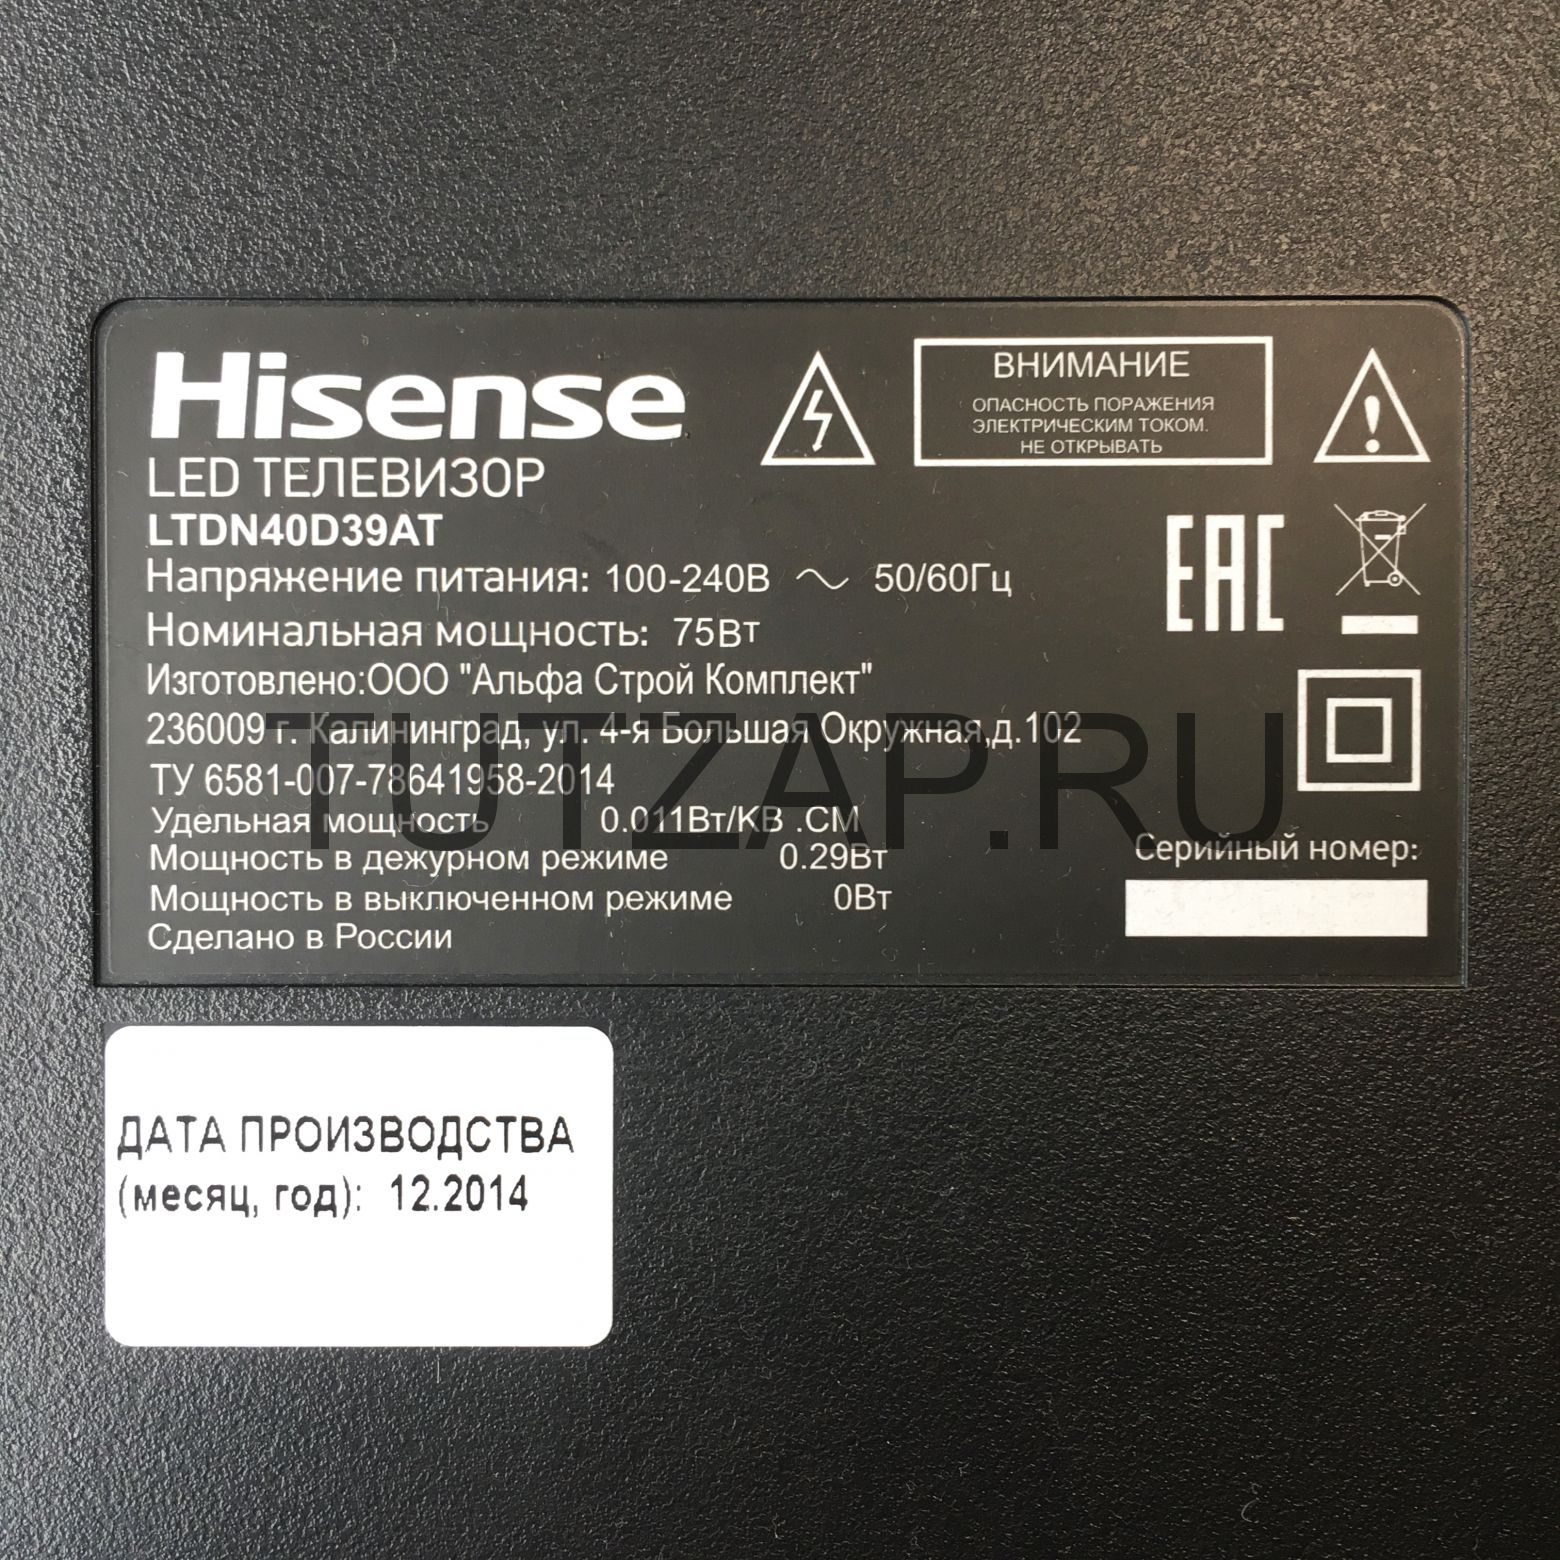 Hisense
LED ТЕЛЕВИЗОР
LTDN40D39AT
Напряжение питания: 100-240В ~ 50/60Гц
Номинальная мощность: 75Вт
Изготовлено:ООО "Альфа Строй Комплект"
236009 г. Калининград, ул. 4-я Большая Окружная,д.102
ТУ 6581-007-78641958-2014
Удельная мощность 0.011Вт/КВ .СМ
Мощность в дежурном режиме 0.29Вт
Мощность в выключенном режиме 0Вт
Сделано в России
ВНИМАНИЕ
ОПАСНОСТЬ ПОРАЖЕНИЯ
ЭЛЕКТРИЧЕСКИМ ТОКОМ.
НЕ ОТКРЫВАТЬ
EAC
Серийный номер:
TUTZAP.RU
ДАТА ПРОИЗВОДСТВА
(месяц, год): 12.2014